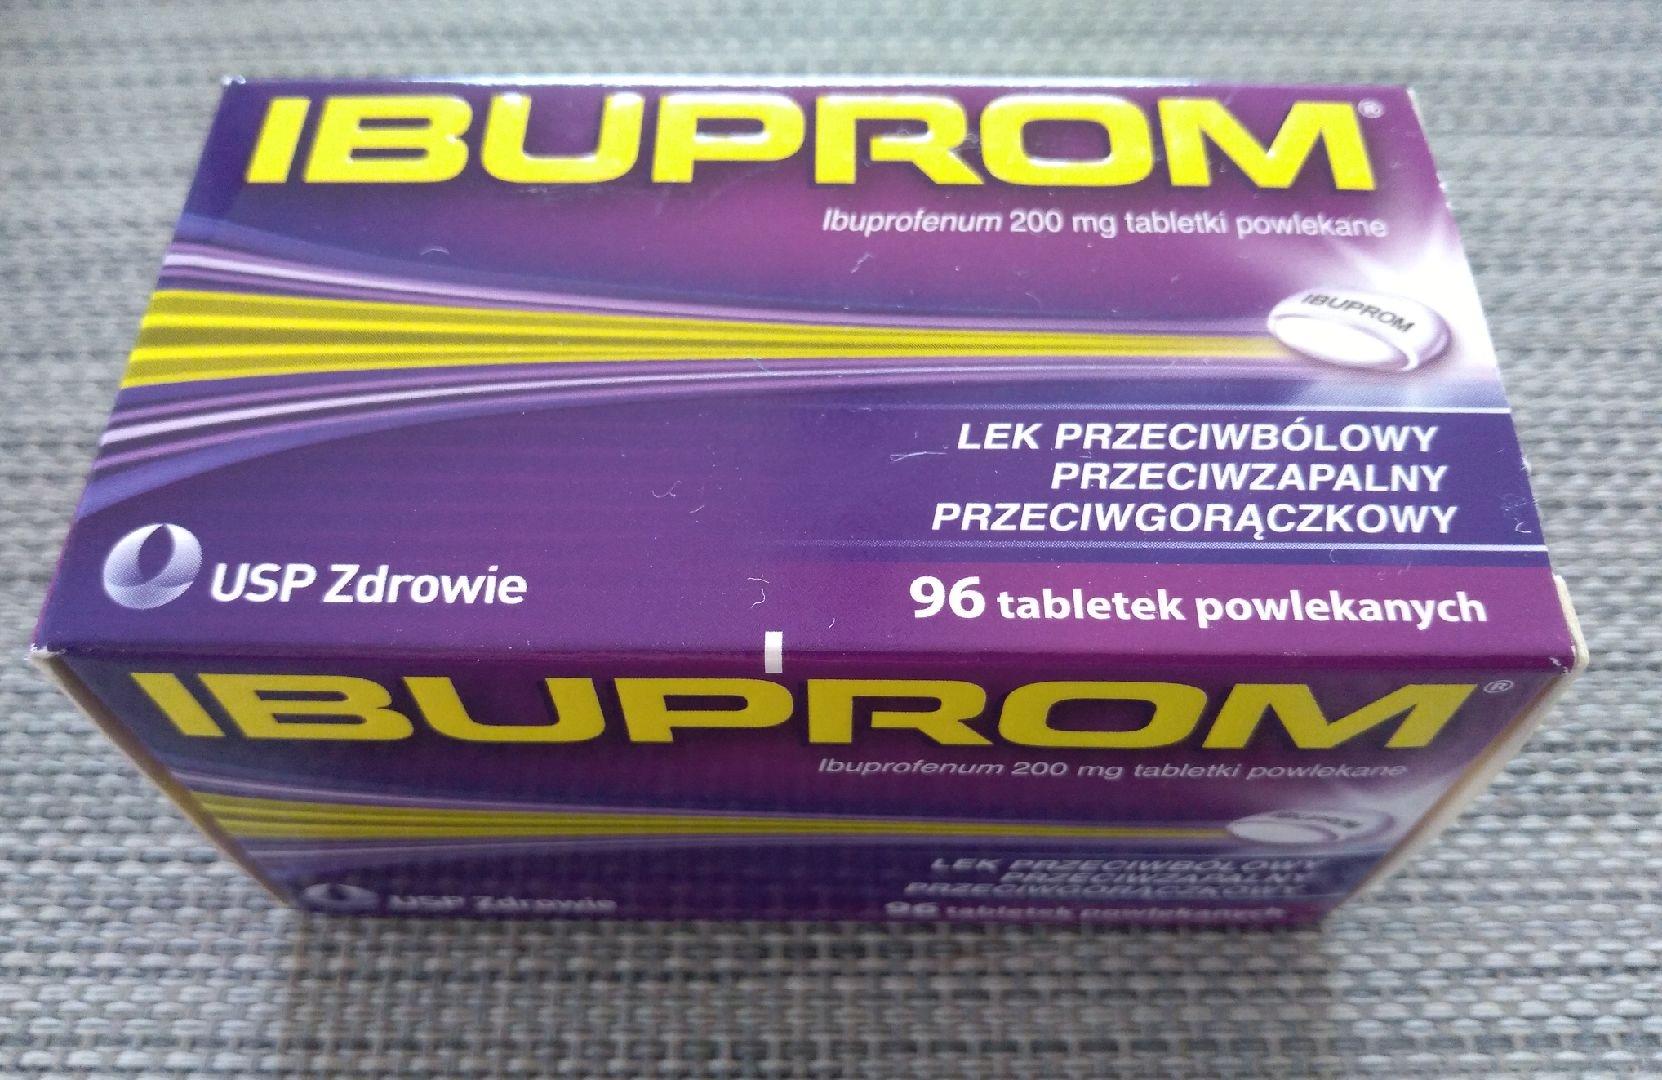 IBUPROM®
Ibuprofenum 200 mg tabletki powlekane
IBUPROM
LEK PRZECIWBÓLOWY
PRZECIWZAPALNY
PRZECIWGORĄCZKOWY
USP Zdrowie
96 tabletek powlekanych
IBUPROM®
Ibuprofenum 200 mg tabletki powlekane
IBUPROM
LEK PRZECIWBÓLOWY
PRZECIWZAPALNY
PRZECIWGORĄCZKOWY
USP Zdrowie
96 tabletek powlekanych